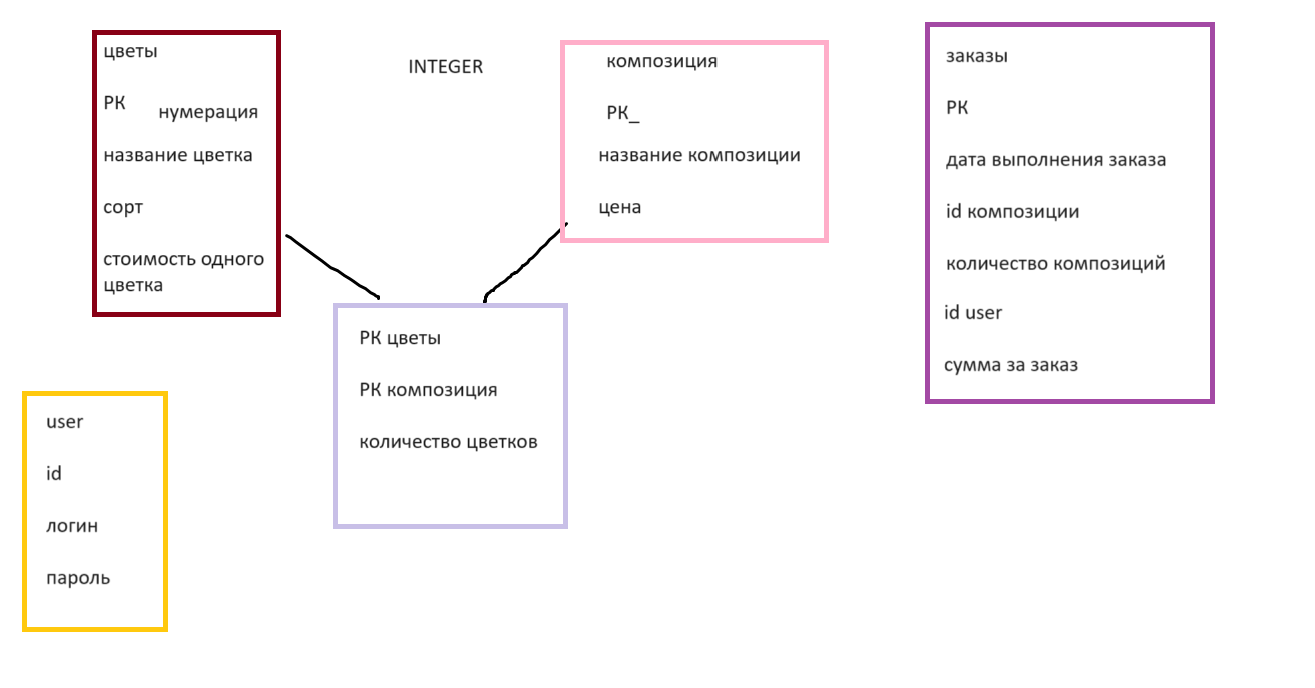 цветы
РК
нумерация
название цветка
сорт
стоимость одного
цветка
INTEGER
композиция
РК_
название композиции
цена
заказы
РК
дата выполнения заказа
id композиции
количество композиций
id user
сумма за заказ
РК цветы
РК композиция
количество цветков
user
id
логин
пароль